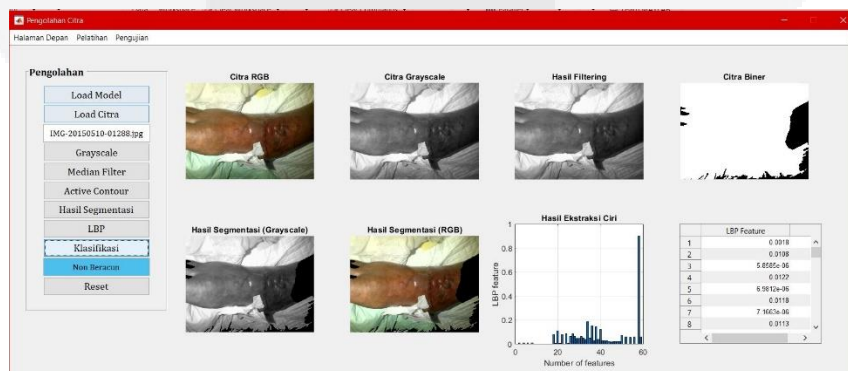 Pengolahan Citra
Halaman Depan Pelatihan Pengujian
Pengolahan
Load Model
Load Citra
IMG-20150510-01288.jpg
Grayscale
Median Filter
Active Contour
Hasil Segmentasi
LBP
Klasifikasi
Non Beracun
Reset
Citra RGB
Citra Grayscale
Hasil Filtering
Citra Biner
Hasil Segmentasi (Grayscale)
Hasil Segmentasi (RGB)
Hasil Ekstraksi Ciri
LBP feature
1
0.8
0.6
0.4
0.2
0
0 20 40 60
Number of features
LBP Feature
1 0.0018
2 0.0108
3 5.8585e-06
4 0.0122
5 6.9812e-06
6 0.0118
7 7.1663e-06
8 0.0113